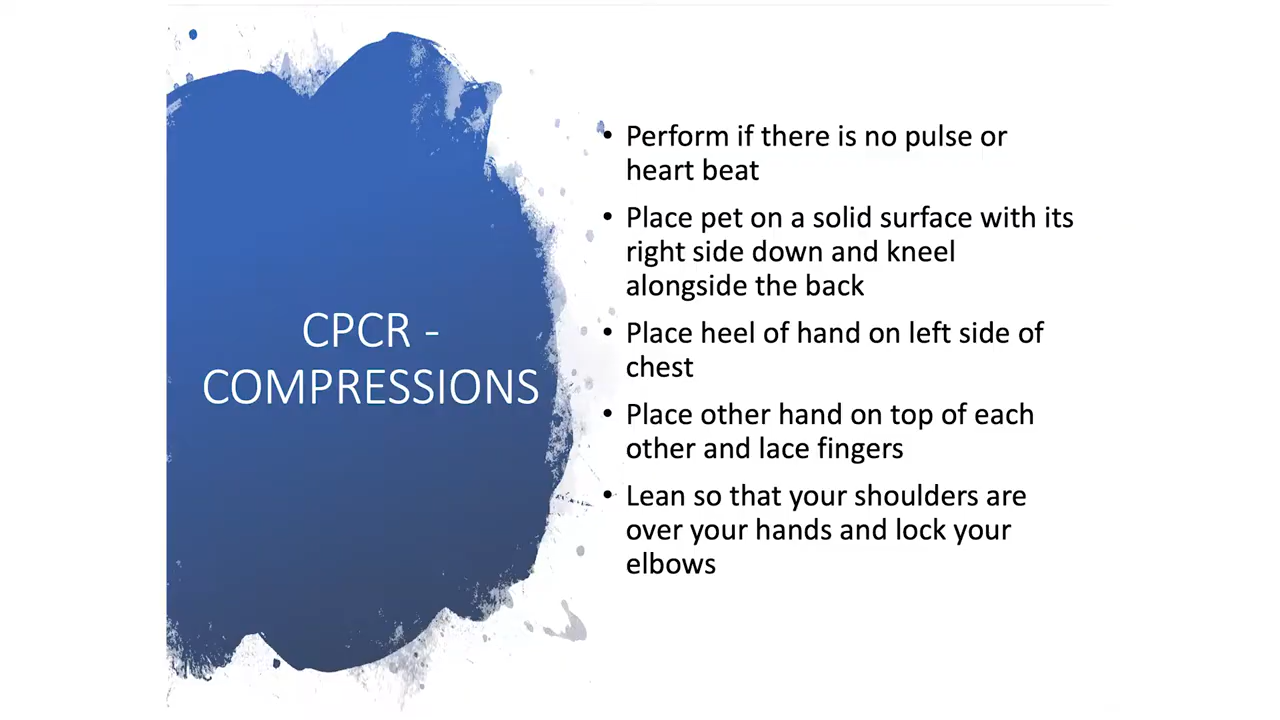 CPCR -
COMPRESSIONS
• Perform if there is no pulse or
heart beat
• Place pet on a solid surface with its
right side down and kneel
alongside the back
• Place heel of hand on left side of
chest
• Place other hand on top of each
other and lace fingers
• Lean so that your shoulders are
over your hands and lock your
elbows